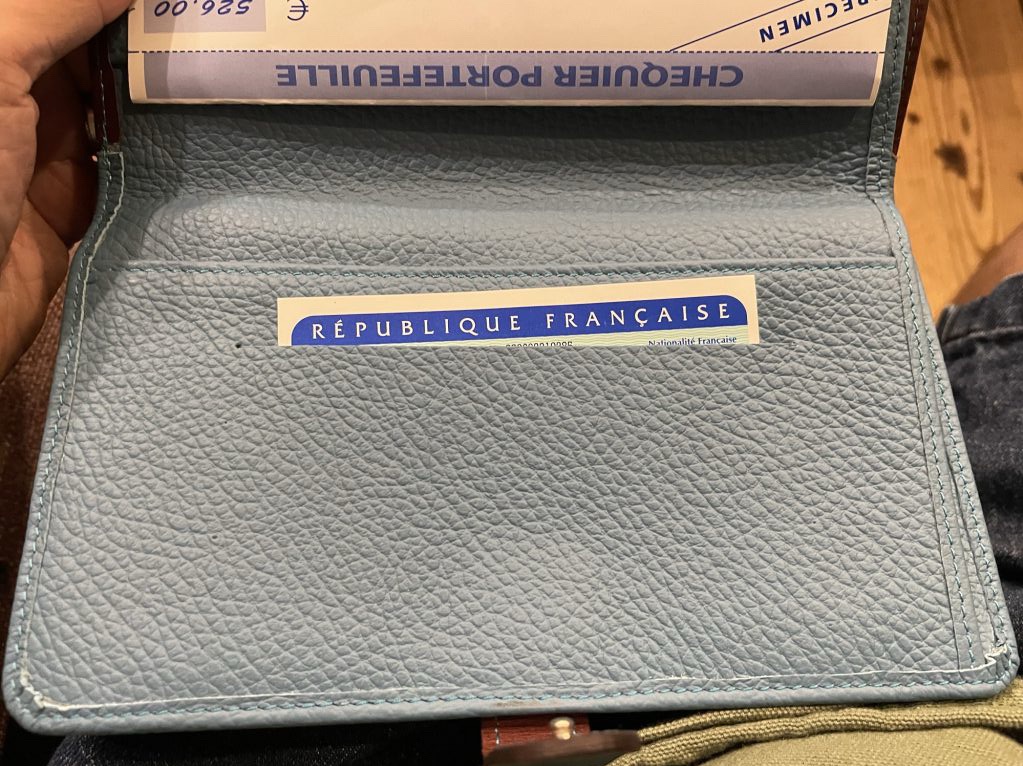 526,00 €
SPECIMEN
CHEQUIER PORTEFEUILLE
RÉPUBLIQUE FRANÇAISE
Nationalité Française